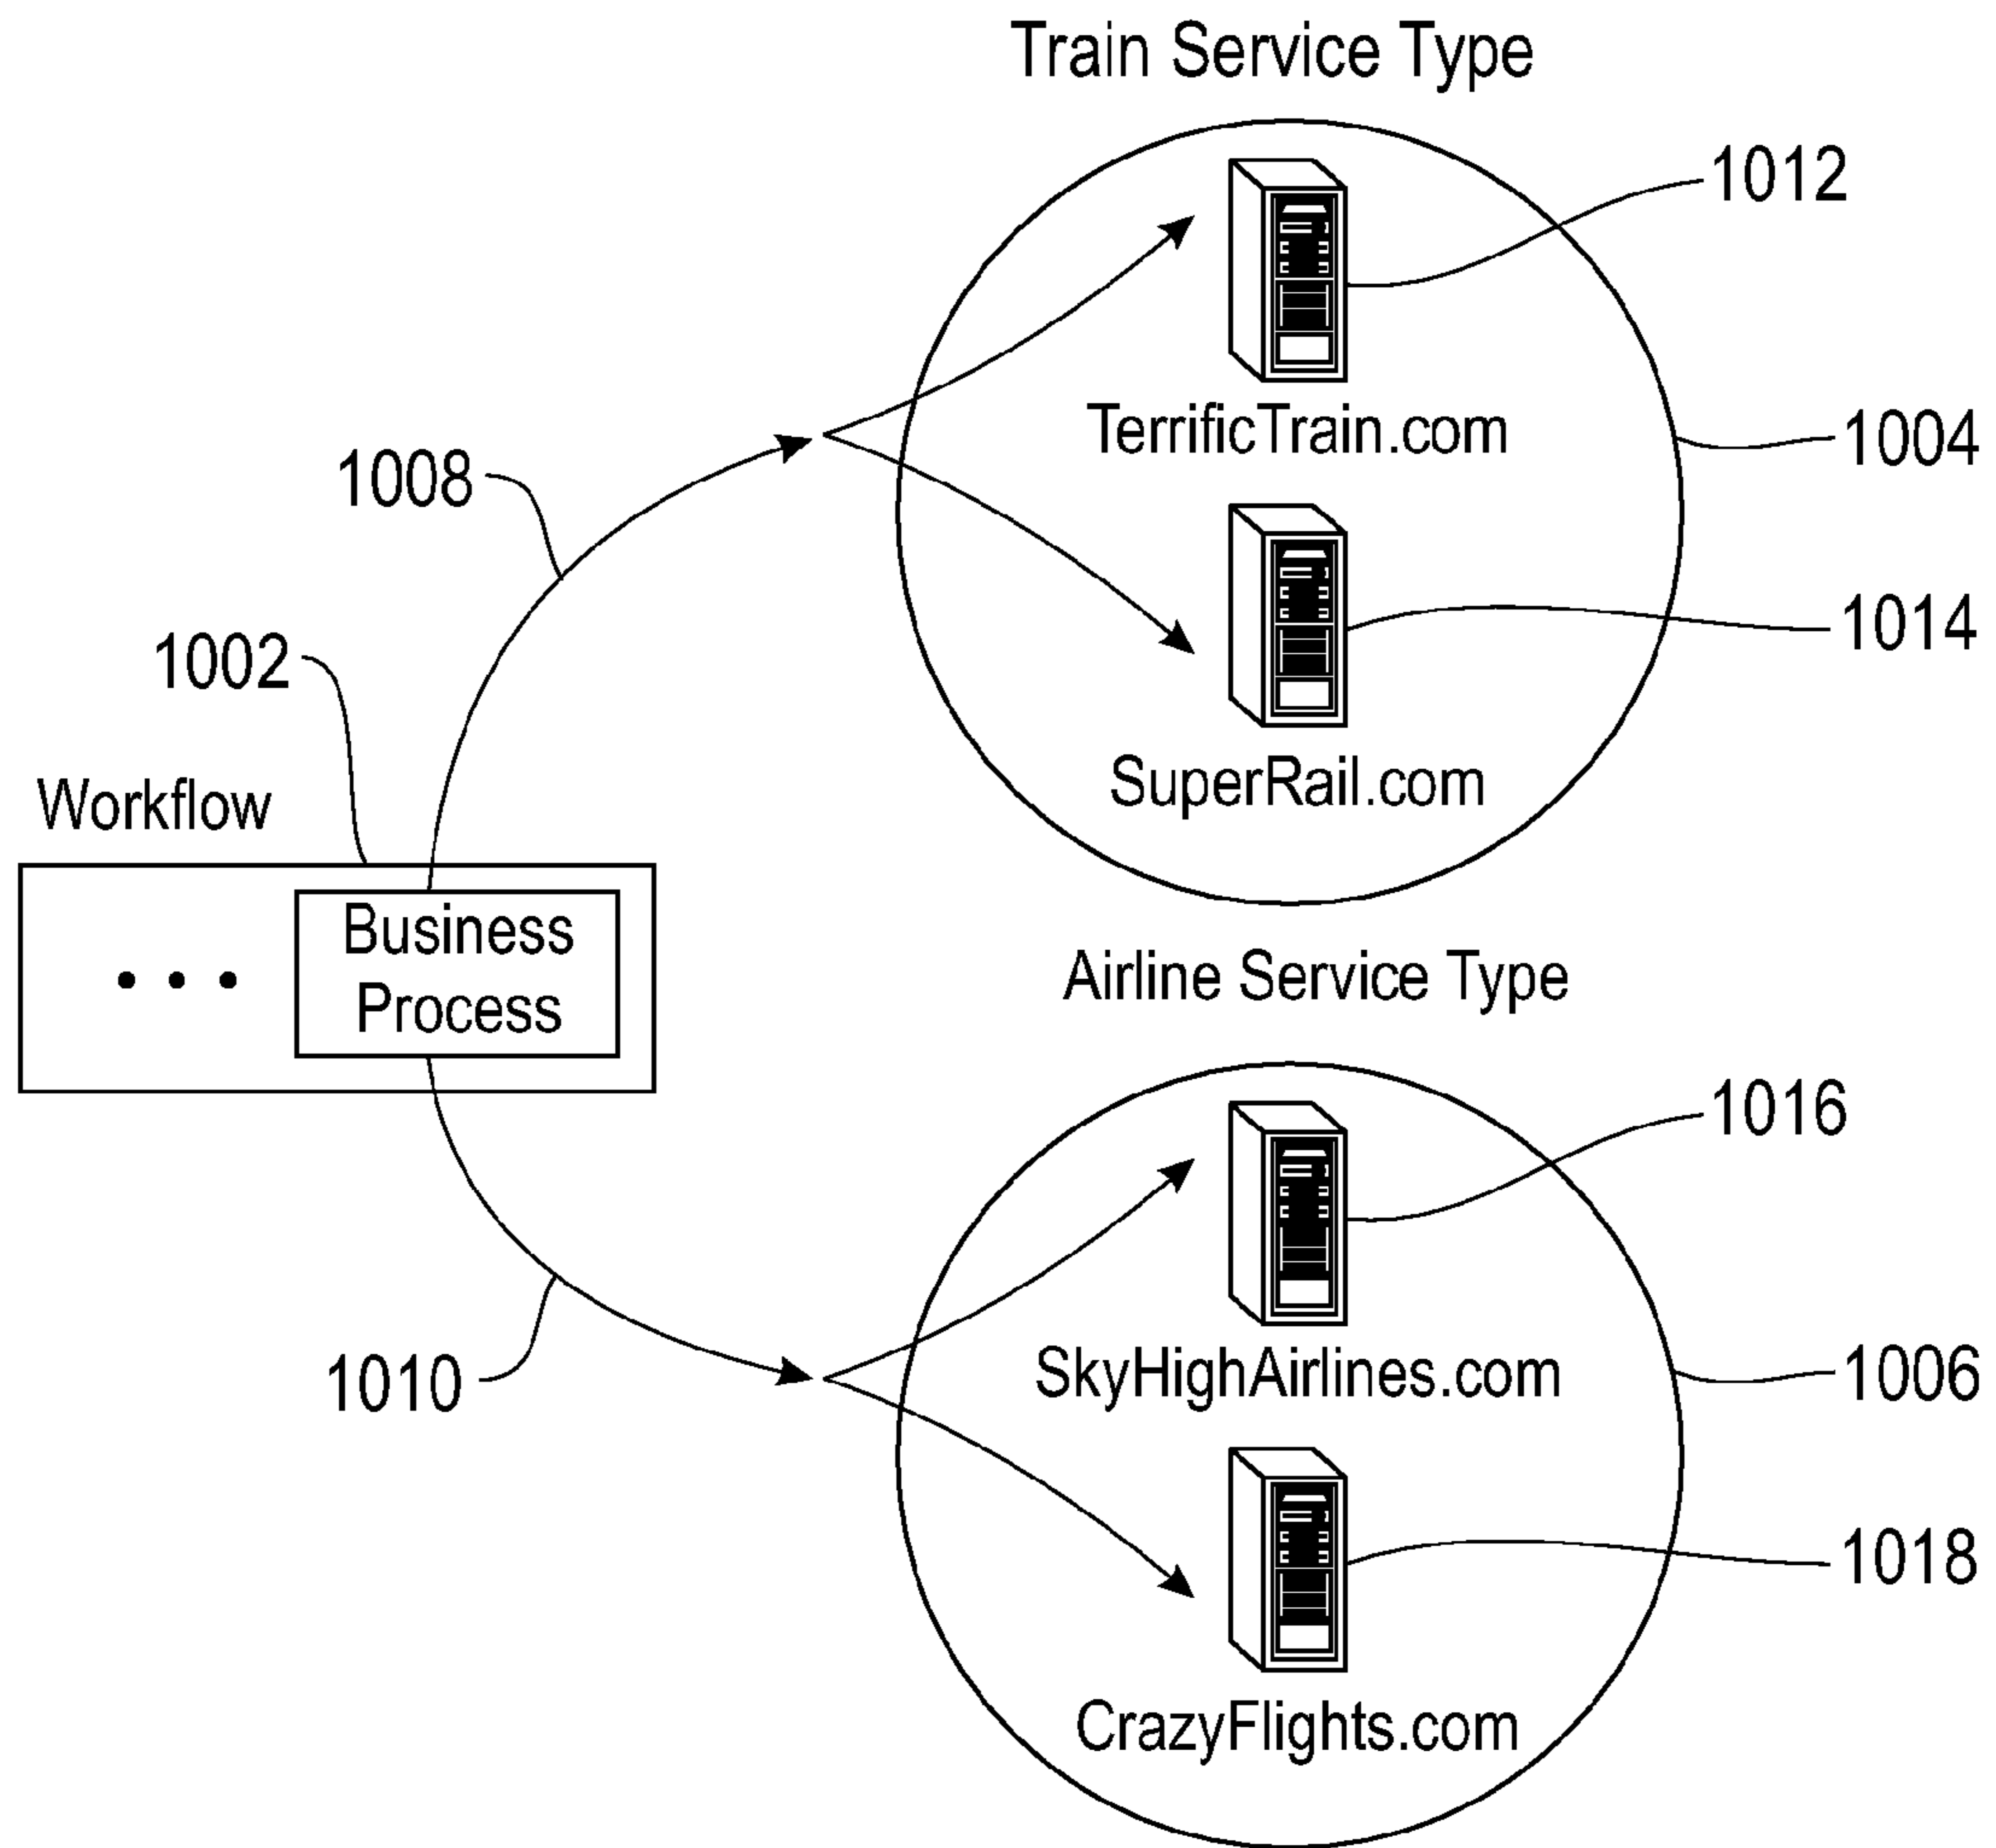 Train Service Type
1012
TerrificTrain.com
1004
1008
1014
1002
SuperRail.com
Workflow
Business
Process
• • •
Airline Service Type
1016
SkyHighAirlines.com
1006
1010
1018
CrazyFlights.com